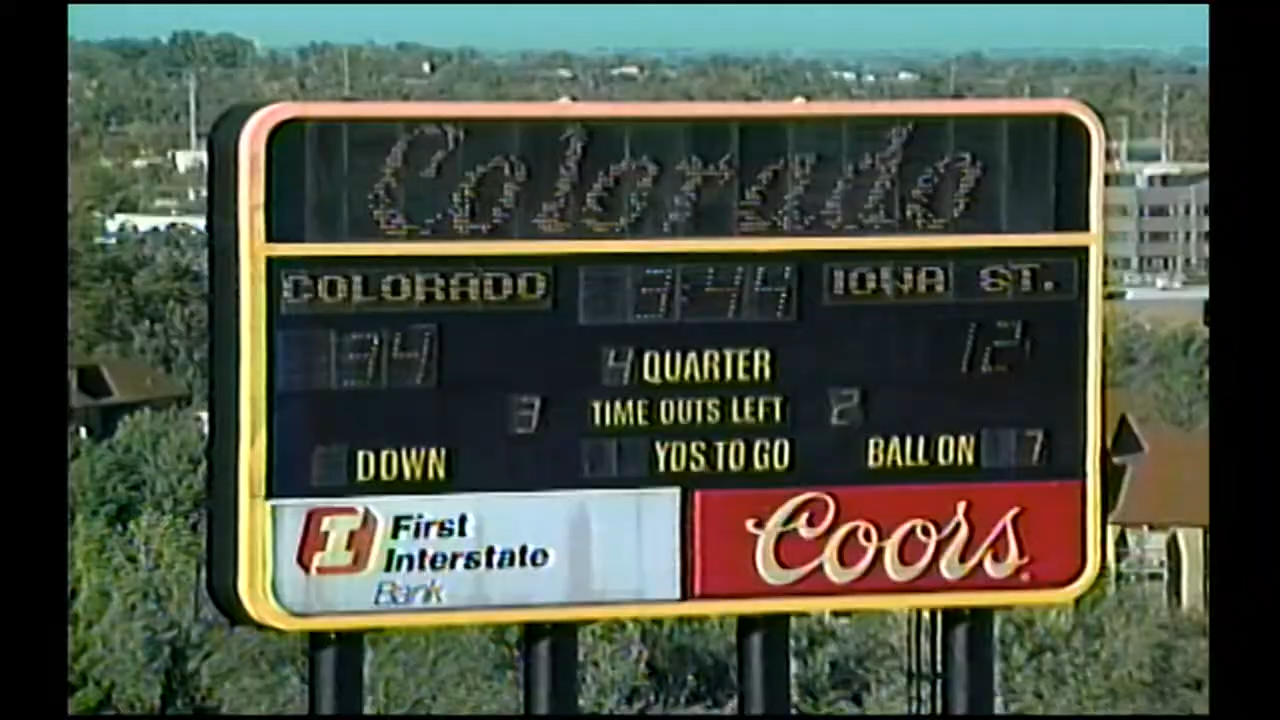 Colorado
COLORADO 3:44 IOWA ST.
34 4 QUARTER 12
3 TIME OUTS LEFT 2
DOWN YDS TO GO BALL ON 7
First
Interstate
Bank
Coors